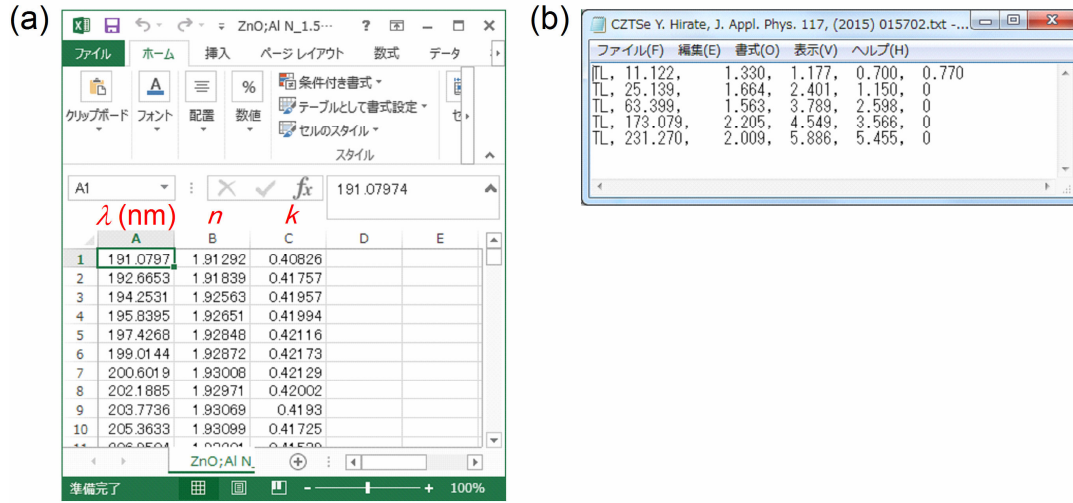 (a)
ZnO;Al N_1.5…
ファイル ホーム 挿入 ページ レイアウト 数式 データ
クリップボード フォント 配置 数値
条件付き書式
テーブルとして書式設定
セルのスタイル
セ
スタイル
A1 fx 191.07974
λ (nm) n k
A B C D E
1 191.0797 1.91292 0.40826
2 192.6653 1.91839 0.41757
3 194.2531 1.92563 0.41957
4 195.8395 1.92651 0.41994
5 197.4268 1.92848 0.42116
6 199.0144 1.92872 0.42173
7 200.6019 1.93008 0.42129
8 202.1885 1.92971 0.42002
9 203.7736 1.93069 0.4193
10 205.3633 1.93099 0.41725
ZnO;Al N_
準備完了 100%
(b)
CZTSe Y. Hirate, J. Appl. Phys. 117, (2015) 015702.txt -...
ファイル(F) 編集(E) 書式(O) 表示(V) ヘルプ(H)
TL, 11.122, 1.330, 1.177, 0.700, 0.770
TL, 25.139, 1.664, 2.401, 1.150, 0
TL, 63.399, 1.563, 3.789, 2.598, 0
TL, 173.079, 2.205, 4.549, 3.566, 0
TL, 231.270, 2.009, 5.886, 5.455, 0